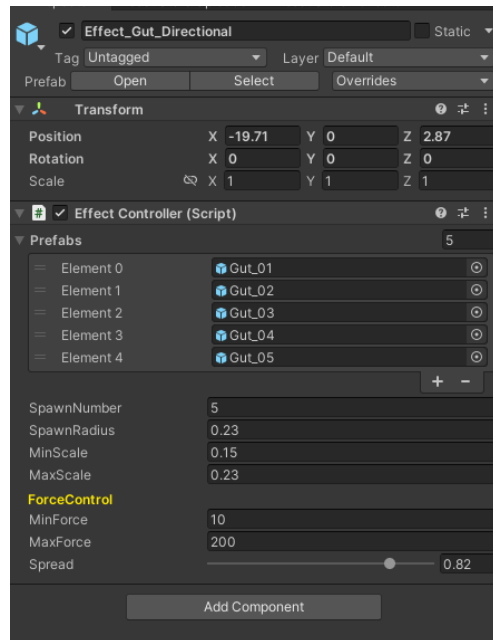 Effect_Gut_Directional Static
Tag Untagged Layer Default
Prefab Open Select Overrides
Transform
Position X -19.71 Y 0 Z 2.87
Rotation X 0 Y 0 Z 0
Scale X 1 Y 1 Z 1
# Effect Controller (Script)
Prefabs 5
Element 0 Gut_01
Element 1 Gut_02
Element 2 Gut_03
Element 3 Gut_04
Element 4 Gut_05
+ -
SpawnNumber 5
SpawnRadius 0.23
MinScale 0.15
MaxScale 0.23
ForceControl
MinForce 10
MaxForce 200
Spread 0.82
Add Component